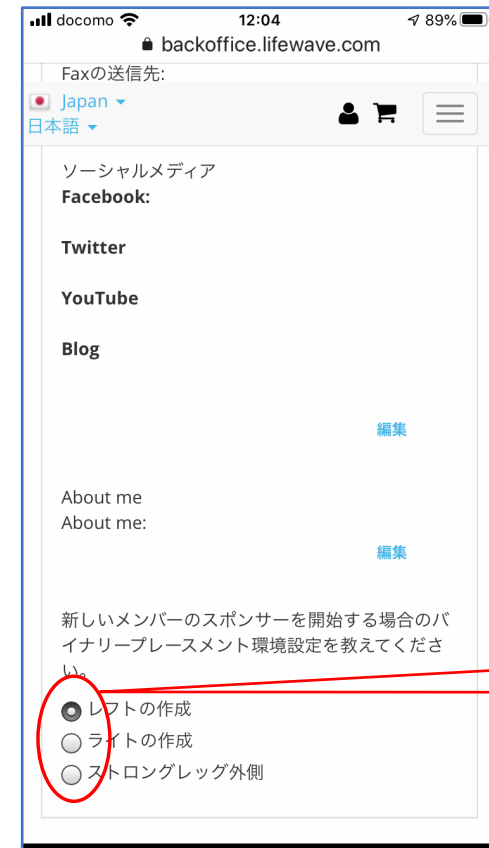 docomo 12:04 89%
backoffice.lifewave.com
Faxの送信先:
Japan
日本語
ソーシャルメディア
Facebook:
Twitter
YouTube
Blog
編集
About me
About me:
編集
新しいメンバーのスポンサーを開始する場合のバ
イナリープレースメント環境設定を教えてくださ
い。
レフトの作成
ライトの作成
ストロングレッグ外側